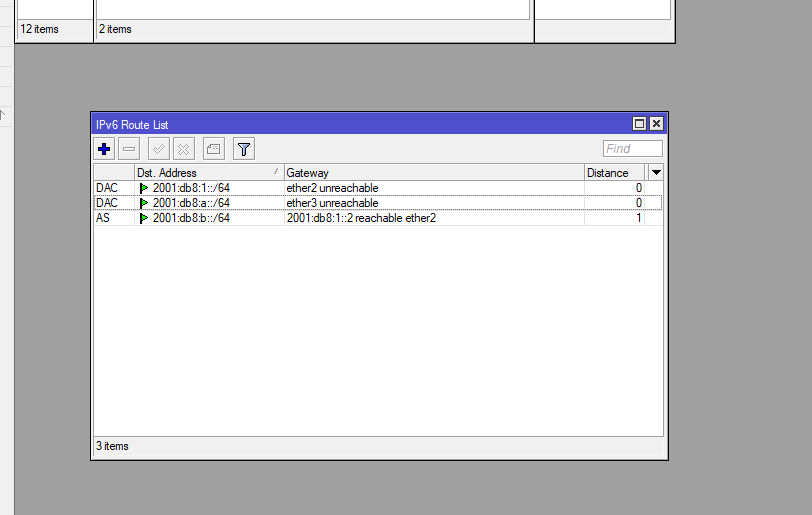 12 items
2 items
IPv6 Route List
Find
Dst. Address Gateway Distance
DAC 2001:db8:1::/64 ether2 unreachable 0
DAC 2001:db8:a::/64 ether3 unreachable 0
AS 2001:db8:b::/64 2001:db8:1::2 reachable ether2 1
3 items